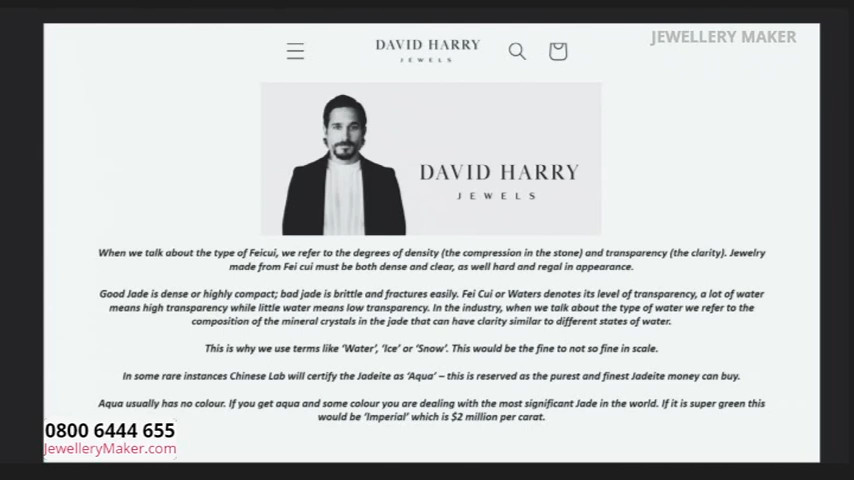 JEWELLERY MAKER
DAVID HARRY
JEWELS
DAVID HARRY
JEWELS
When we talk about the type of Feicui, we refer to the degrees of density (the compression in the stone) and transparency (the clarity). Jewelry
made from Fei cui must be both dense and clear, as well hard and regal in appearance.
Good Jade is dense or highly compact; bad jade is brittle and fractures easily. Fei Cui or Waters denotes its level of transparency, a lot of water
means high transparency while little water means low transparency. In the industry, when we talk about the type of water we refer to the
composition of the mineral crystals in the jade that can have clarity similar to different states of water.
This is why we use terms like ‘Water’, ‘Ice’ or ‘Snow’. This would be the fine to not so fine in scale.
In some rare instances Chinese Lab will certify the Jadeite as ‘Aqua’ – this is reserved as the purest and finest Jadeite money can buy.
Aqua usually has no colour. If you get aqua and some colour you are dealing with the most significant Jade in the world. If it is super green this
would be ‘Imperial’ which is $2 million per carat.
0800 6444 655
JewelleryMaker.com